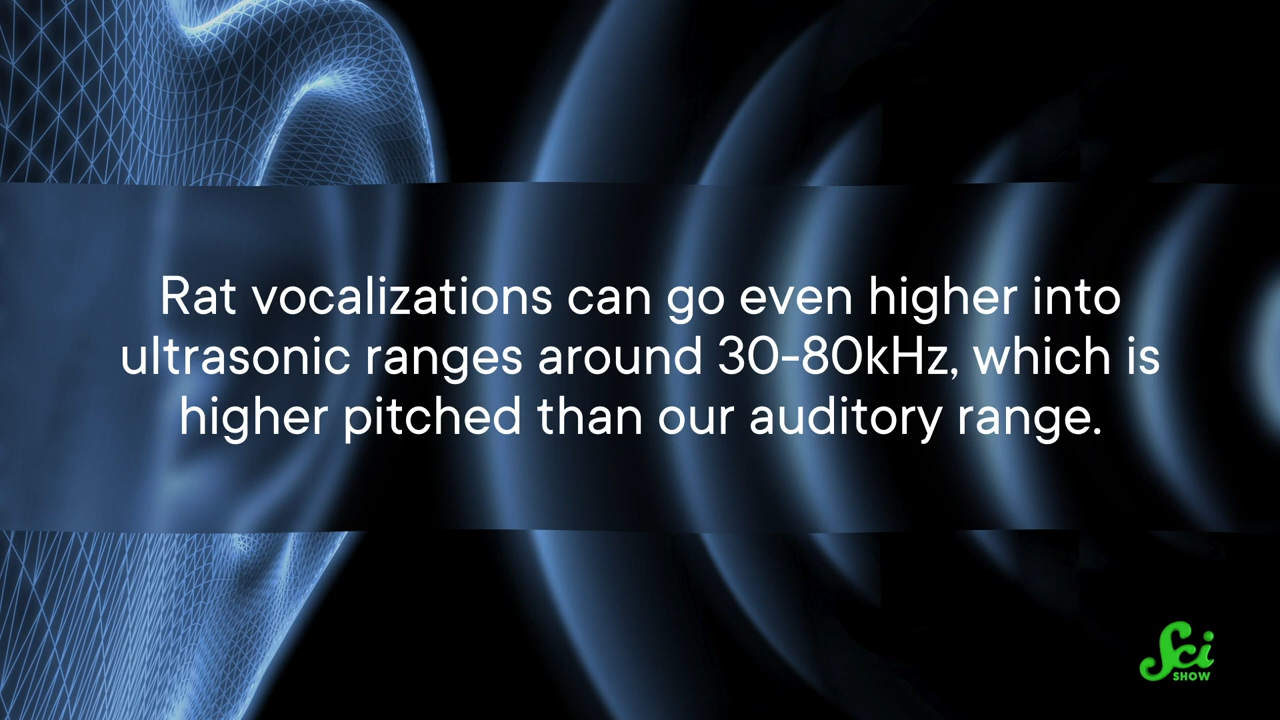 Rat vocalizations can go even higher into
ultrasonic ranges around 30-80kHz, which is
higher pitched than our auditory range.
Sci
SHOW